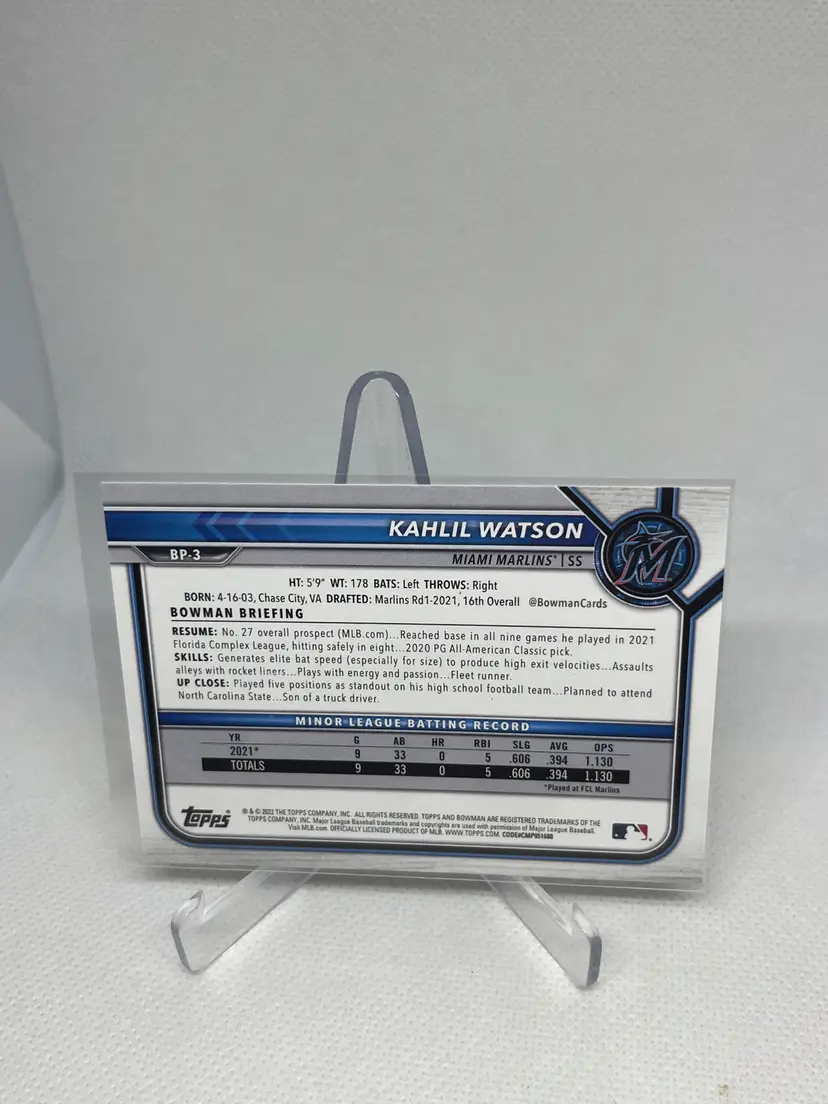 KAHLIL WATSON
BP-3
MIAMI MARLINS® | SS
M
HT: 5'9" WT: 178 BATS: Left THROWS: Right
BORN: 4-16-03, Chase City, VA DRAFTED: Marlins Rd1-2021, 16th Overall @BowmanCards
BOWMAN BRIEFING
RESUME: No. 27 overall prospect (MLB.com)...Reached base in all nine games he played in 2021
Florida Complex League, hitting safely in eight...2020 PG All-American Classic pick.
SKILLS: Generates elite bat speed (especially for size) to produce high exit velocities...Assaults
alleys with rocket liners...Plays with energy and passion...Fleet runner.
UP CLOSE: Played five positions as standout on his high school football team...Planned to attend
North Carolina State...Son of a truck driver.
MINOR LEAGUE BATTING RECORD
YR G AB HR RBI SLG AVG OPS
2021* 9 33 0 5 .606 .394 1.130
TOTALS 9 33 0 5 .606 .394 1.130
*Played at FCL Marlins
Topps®
® & © 2022 THE TOPPS COMPANY, INC. ALL RIGHTS RESERVED. TOPPS AND BOWMAN ARE REGISTERED TRADEMARKS OF THE
TOPPS COMPANY, INC. Major League Baseball trademarks and copyrights are used with permission of Major League Baseball.
Visit MLB.com. OFFICIALLY LICENSED PRODUCT OF MLB. WWW.TOPPS.COM. CODE#CMP051688